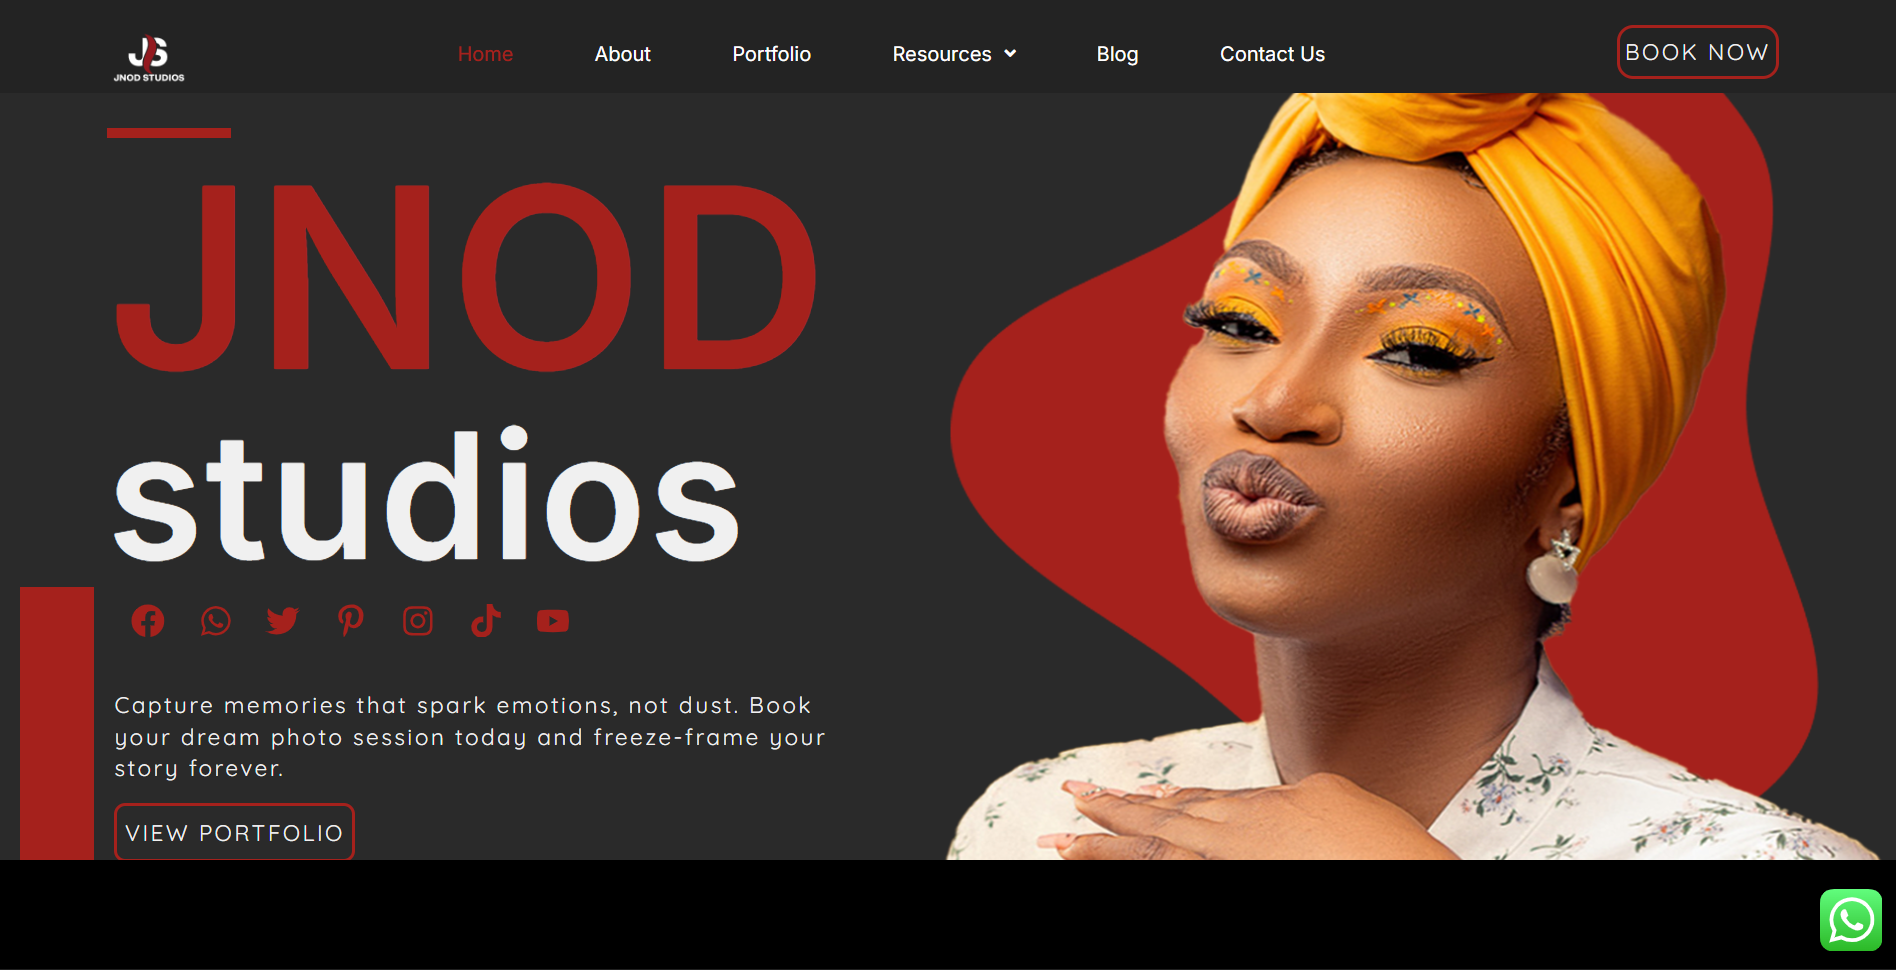 JS
JNOD STUDIOS
Home
About
Portfolio
Resources
Blog
Contact Us
BOOK NOW
JNOD
studios
Capture memories that spark emotions, not dust. Book
your dream photo session today and freeze-frame your
story forever.
VIEW PORTFOLIO